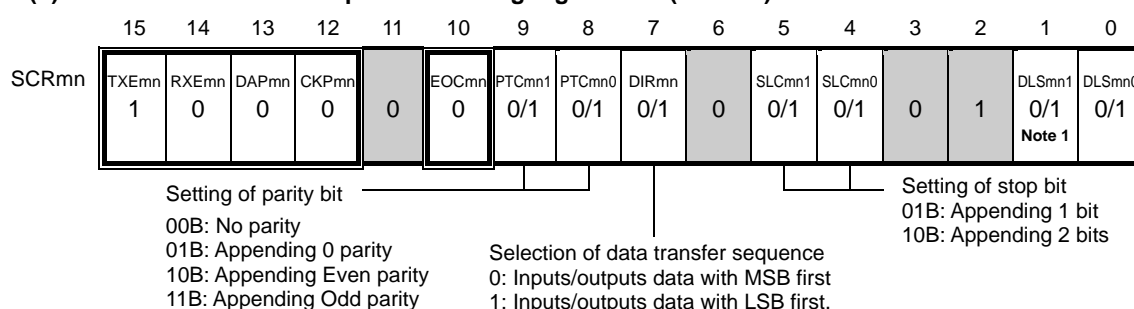 15 14 13 12 11 10 9 8 7 6 5 4 3 2 1 0
SCRmn
TXEmn RXEmn DAPmn CKPmn EOCmn PTCmn1 PTCmn0 DIRmn SLCmn1 SLCmn0 DLSmn1 DLSmn0
1 0 0 0 0 0 0/1 0/1 0/1 0 0/1 0/1 0 1 0/1 0/1
Note 1
Setting of parity bit
00B: No parity
01B: Appending 0 parity
10B: Appending Even parity
11B: Appending Odd parity
Selection of data transfer sequence
0: Inputs/outputs data with MSB first
1: Inputs/outputs data with LSB first.
Setting of stop bit
01B: Appending 1 bit
10B: Appending 2 bits